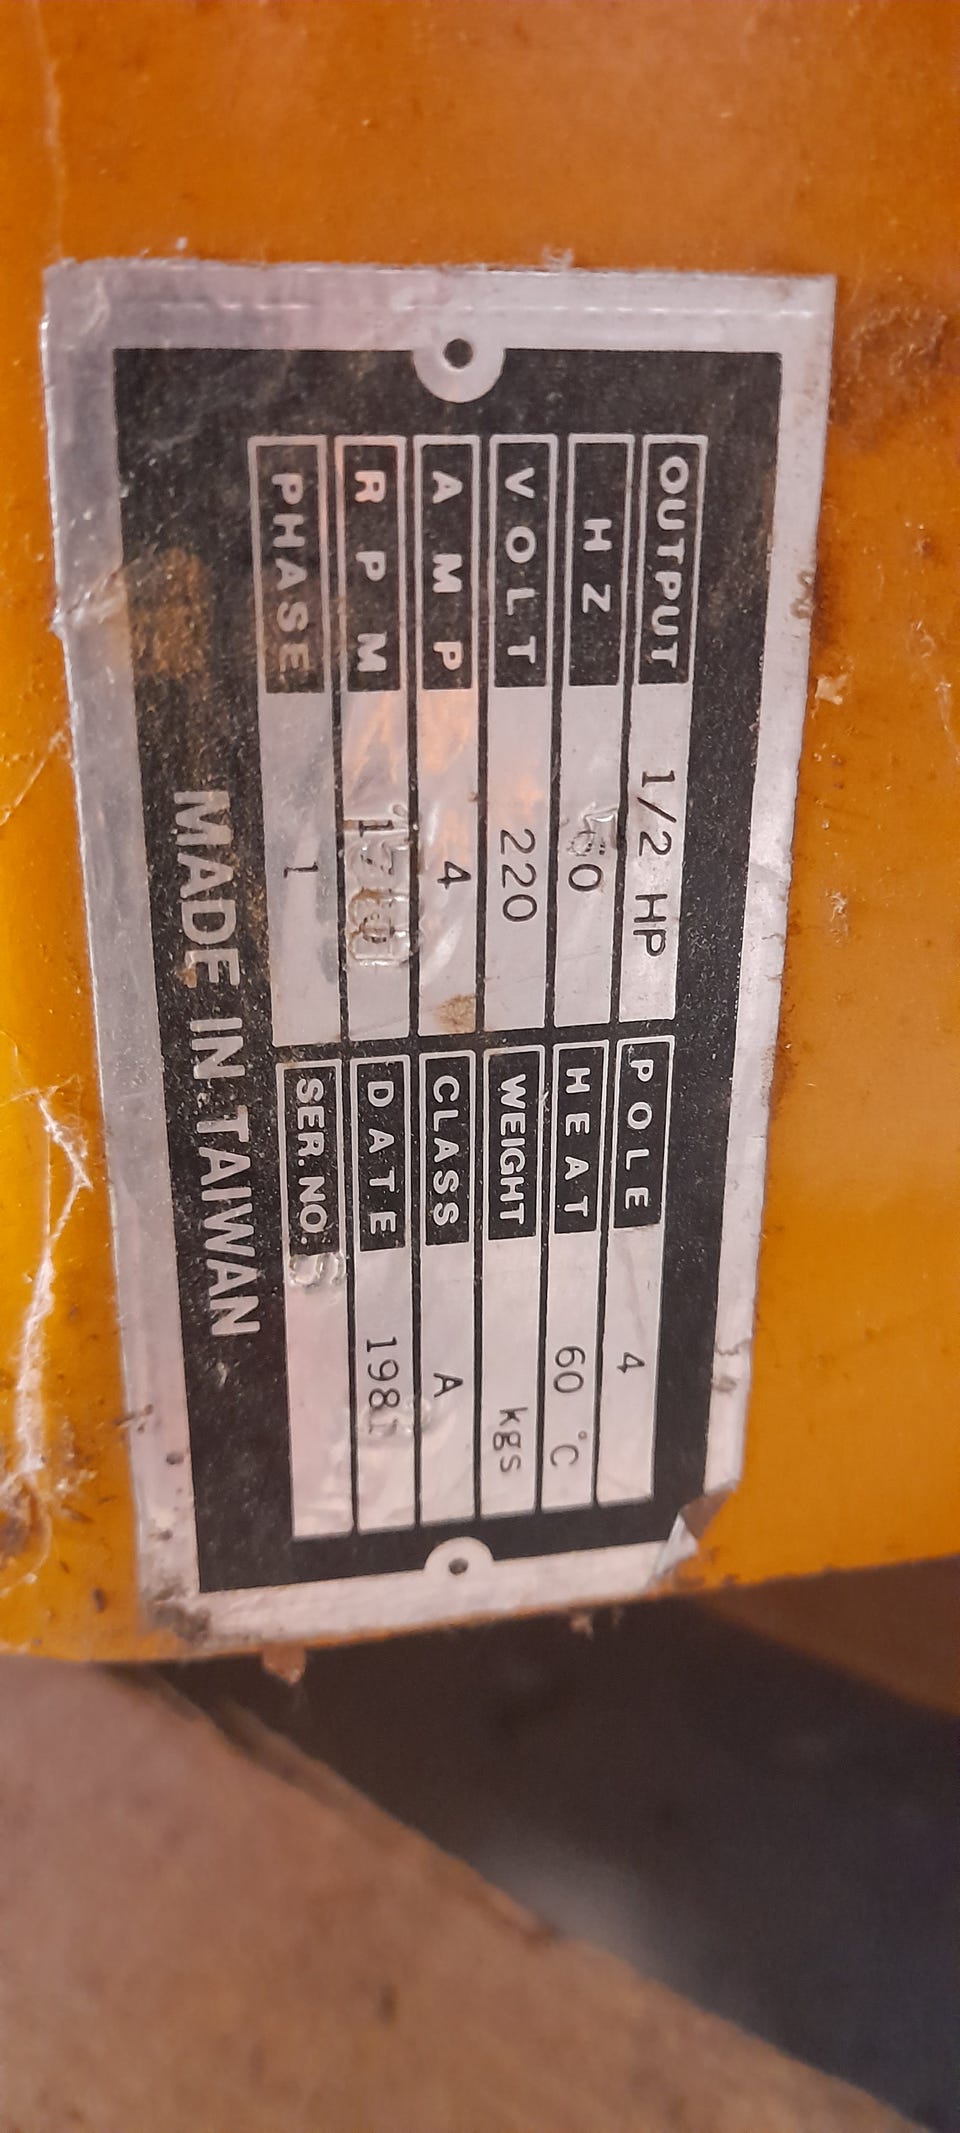 OUTPUT 1/2 HP POLE 4
HZ HEAT 60 °C
VOLT 220 WEIGHT kgs
AMP 4 CLASS A
RPM DATE
PHASE 1 SER.NO. S
MADE IN TAIWAN